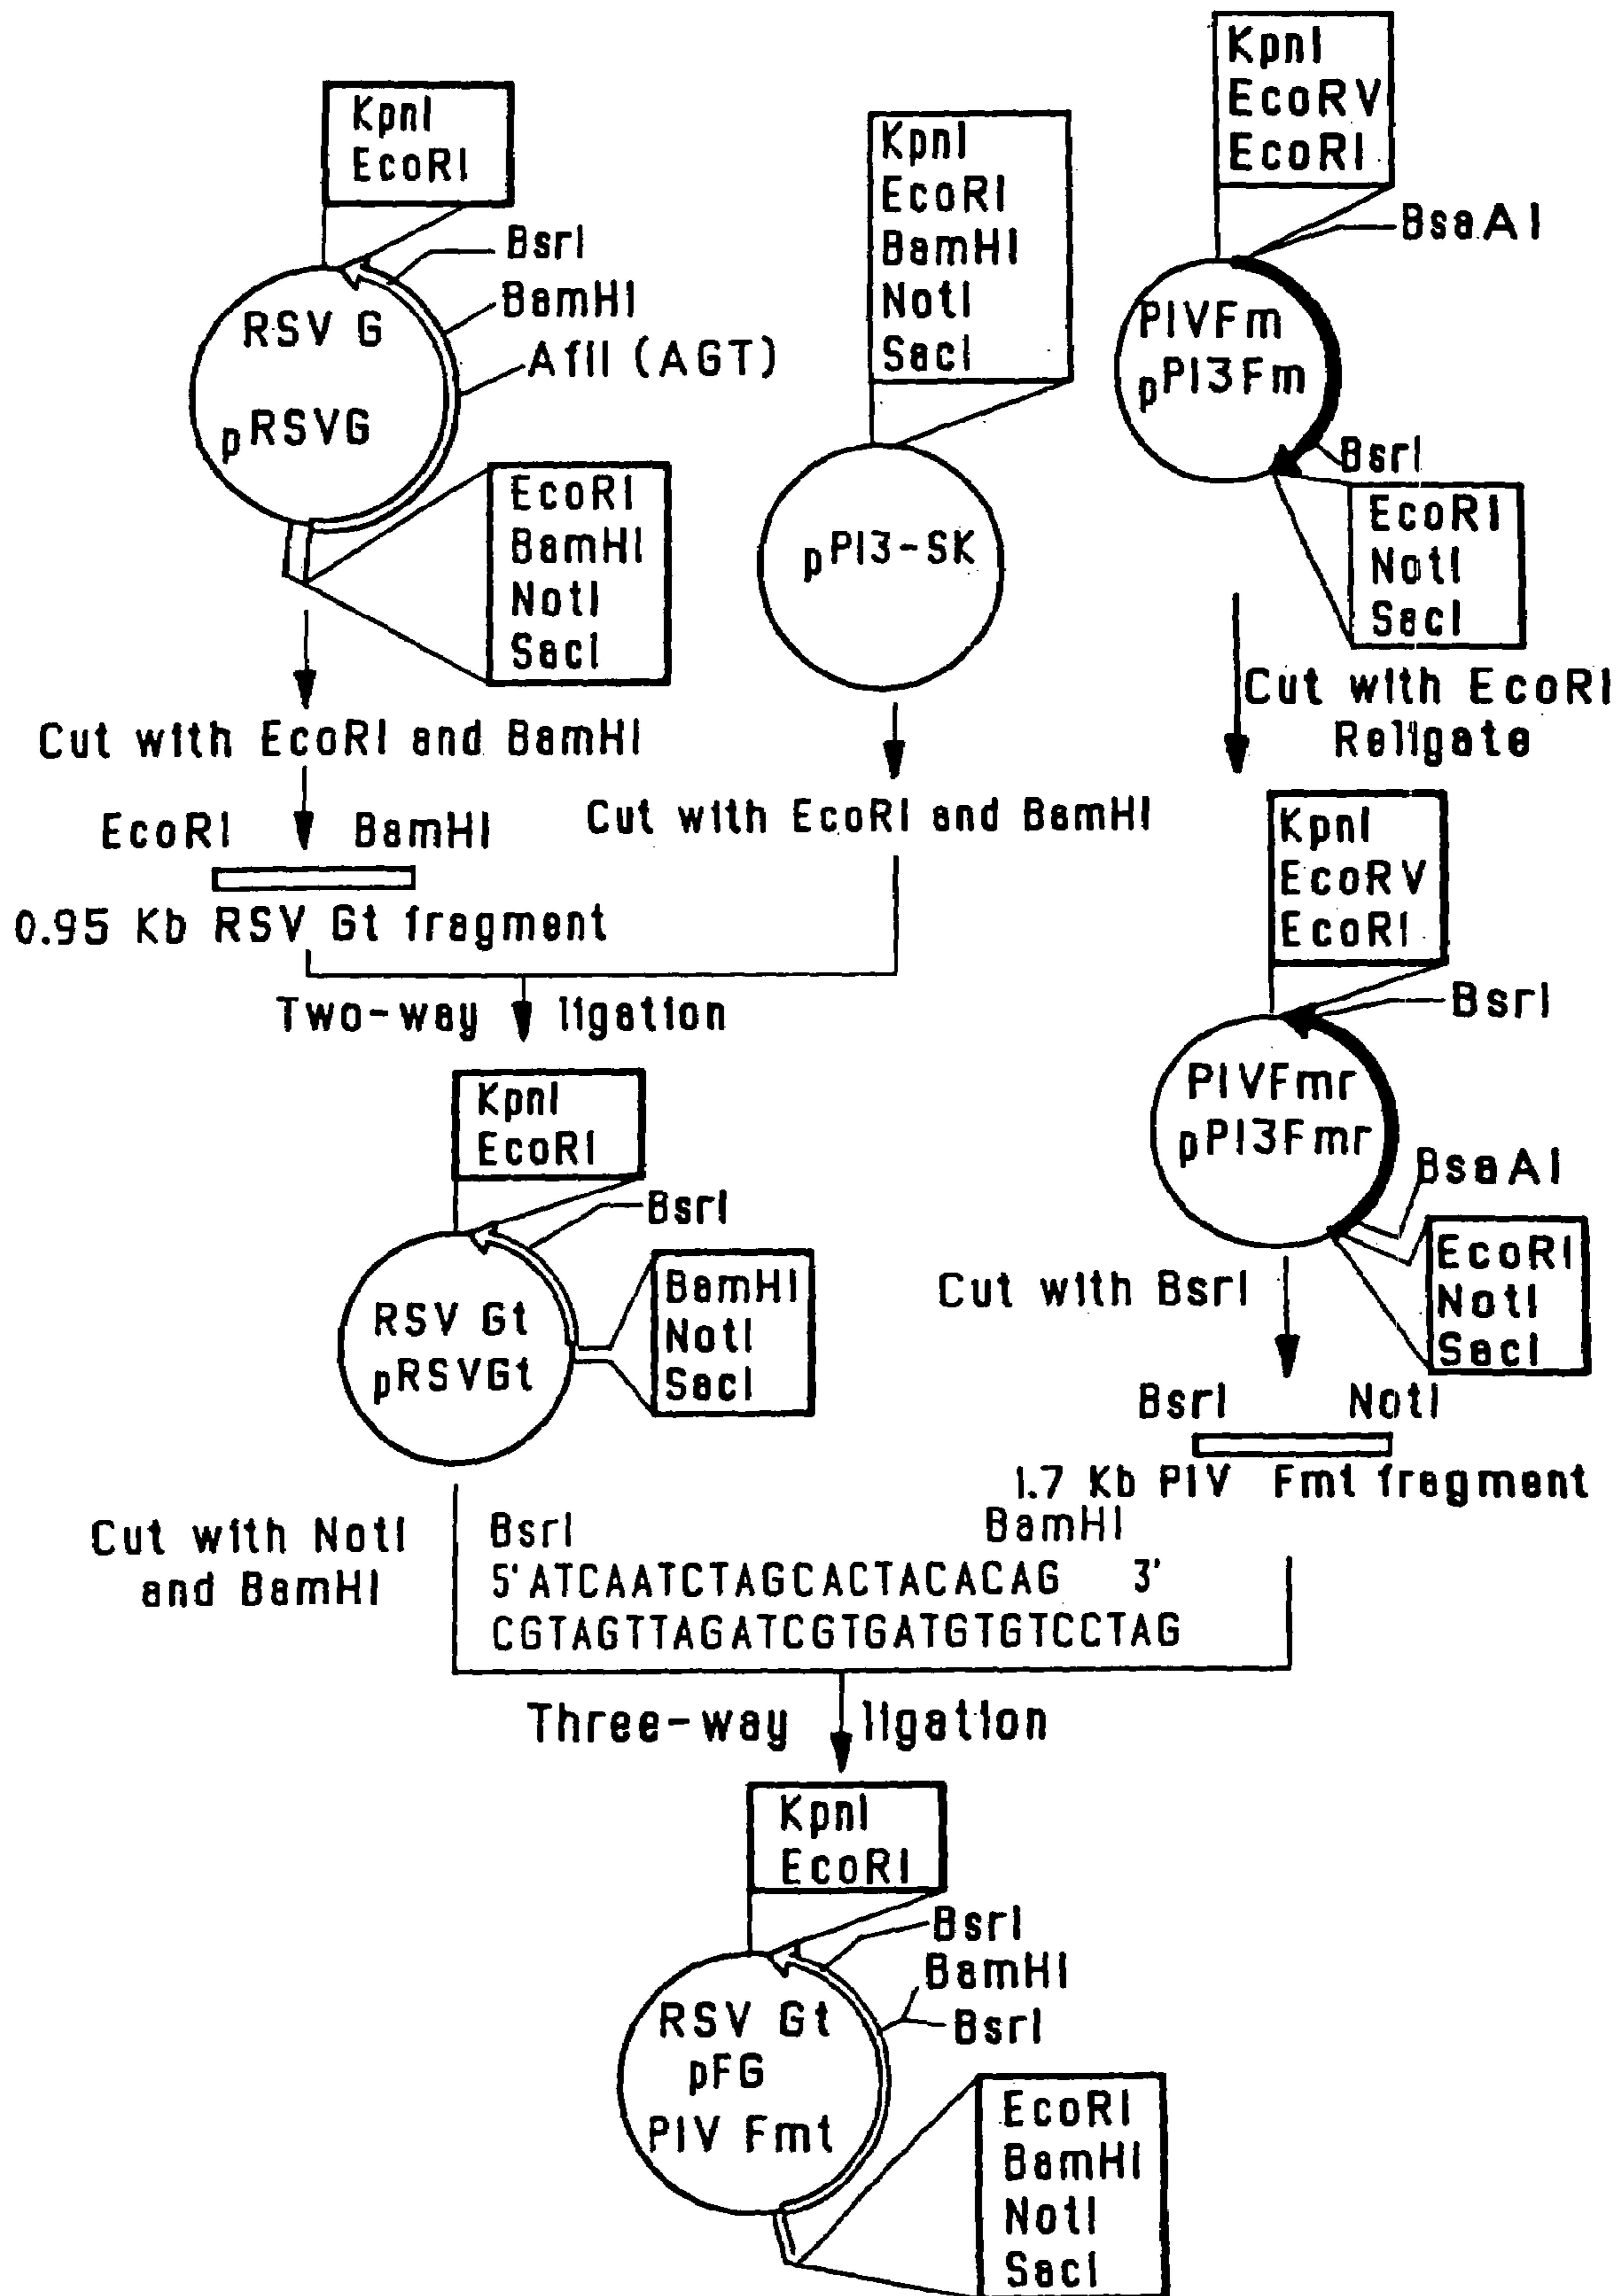 KpnI
EcoRI
BsrI
BamHI
AflII (AGT)
RSV G
pRSVG
EcoRI
BamHI
NotI
SacI
Cut with EcoRI and BamHI
EcoRI BamHI
0.95 Kb RSV Gt fragment
KpnI
EcoRI
BamHI
NotI
SacI
pPI3-SK
Cut with EcoRI and BamHI
KpnI
EcoRV
EcoRI
BsaAI
PIVFm
pPI3Fm
BsrI
EcoRI
NotI
SacI
Cut with EcoRI
Religate
Two-way ligation
KpnI
EcoRI
BsrI
RSV Gt
pRSVGt
BamHI
NotI
SacI
Cut with NotI
and BamHI
KpnI
EcoRV
EcoRI
BsrI
PIVFmr
pPI3Fmr
BsaAI
EcoRI
NotI
SacI
Cut with BsrI
BsrI NotI
1.7 Kb PIV Fmt fragment
BsrI BamHI
5'ATCAATCTAGCACTACACAG 3'
CGTAGTTAGATCGTGATGTGTCCTAG
Three-way ligation
KpnI
EcoRI
BsrI
BamHI
BsrI
RSV Gt
pFG
PIV Fmt
EcoRI
BamHI
NotI
SacI